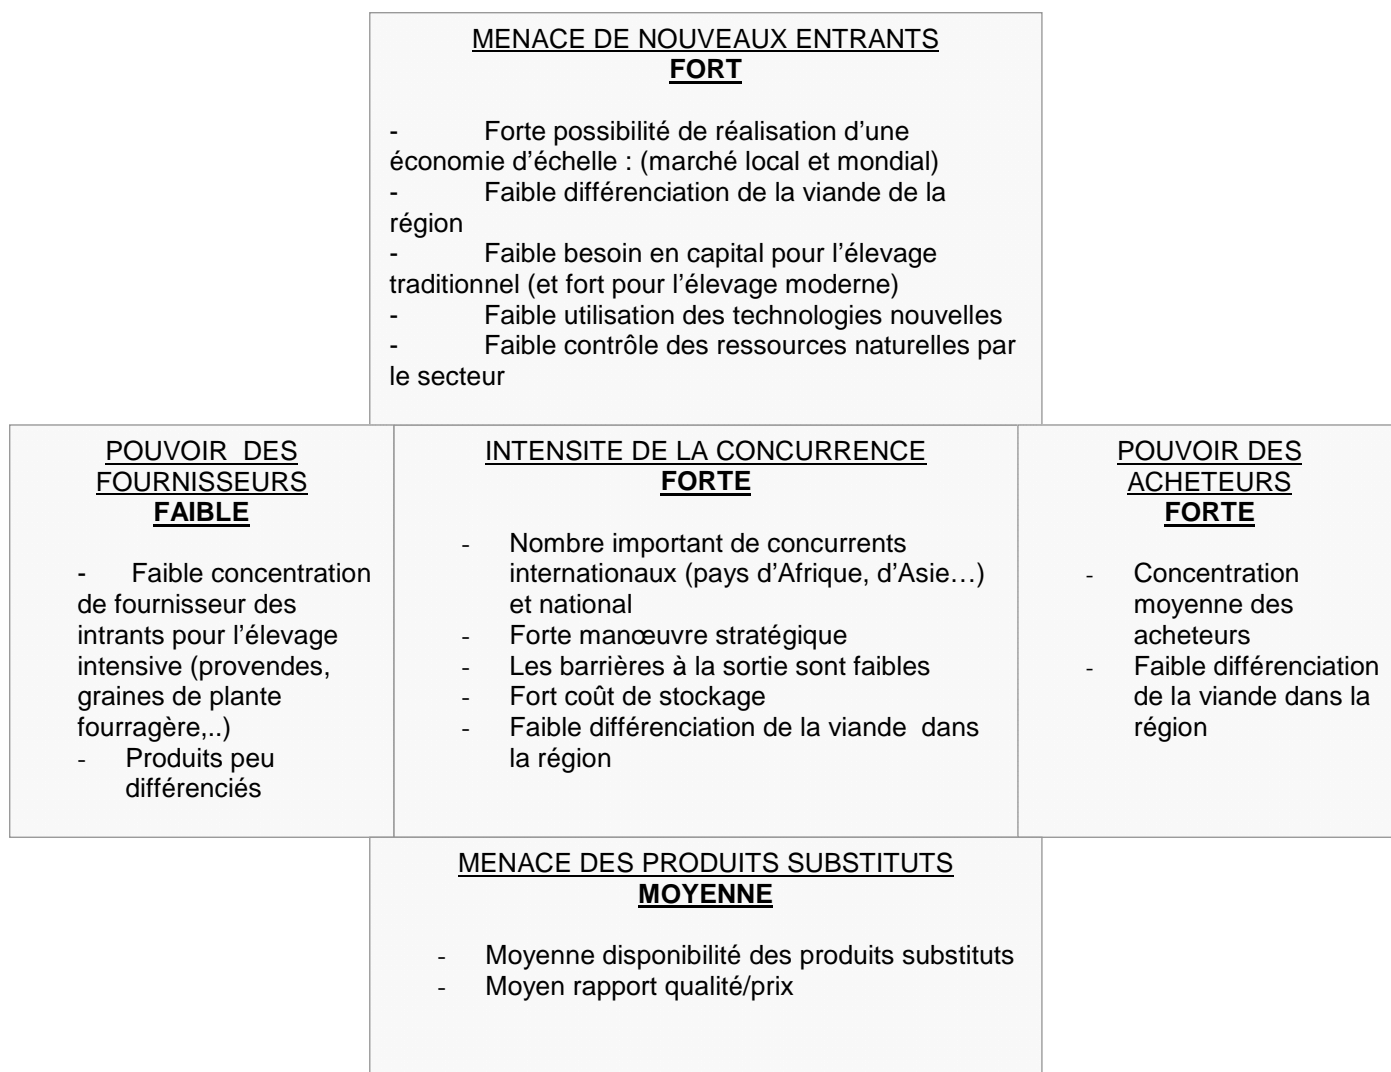 MENACE DE NOUVEAUX ENTRANTS
FORT
- Forte possibilité de réalisation d’une
économie d’échelle : (marché local et mondial)
- Faible différenciation de la viande de la
région
- Faible besoin en capital pour l’élevage
traditionnel (et fort pour l’élevage moderne)
- Faible utilisation des technologies nouvelles
- Faible contrôle des ressources naturelles par
le secteur
POUVOIR DES
FOURNISSEURS
FAIBLE
- Faible concentration
de fournisseur des
intrants pour l’élevage
intensive (provendes,
graines de plante
fourragère,..)
- Produits peu
différenciés
INTENSITE DE LA CONCURRENCE
FORTE
- Nombre important de concurrents
internationaux (pays d’Afrique, d’Asie…)
et national
- Forte manœuvre stratégique
- Les barrières à la sortie sont faibles
- Fort coût de stockage
- Faible différenciation de la viande dans
la région
POUVOIR DES
ACHETEURS
FORTE
- Concentration
moyenne des
acheteurs
- Faible différenciation
de la viande dans la
région
MENACE DES PRODUITS SUBSTITUTS
MOYENNE
- Moyenne disponibilité des produits substituts
- Moyen rapport qualité/prix